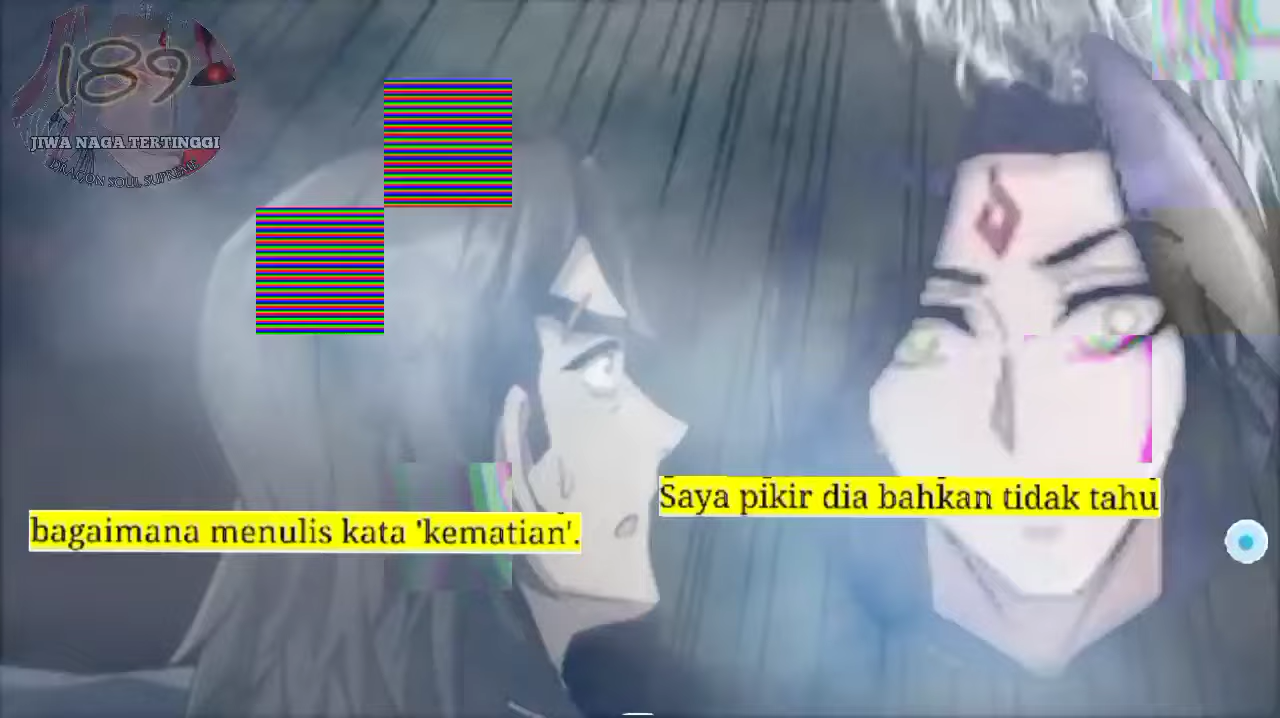 189
JIWA NAGA TERTINGGI
DRAGON SOUL SUPREME
Saya pikir dia bahkan tidak tahu
bagaimana menulis kata 'kematian'.